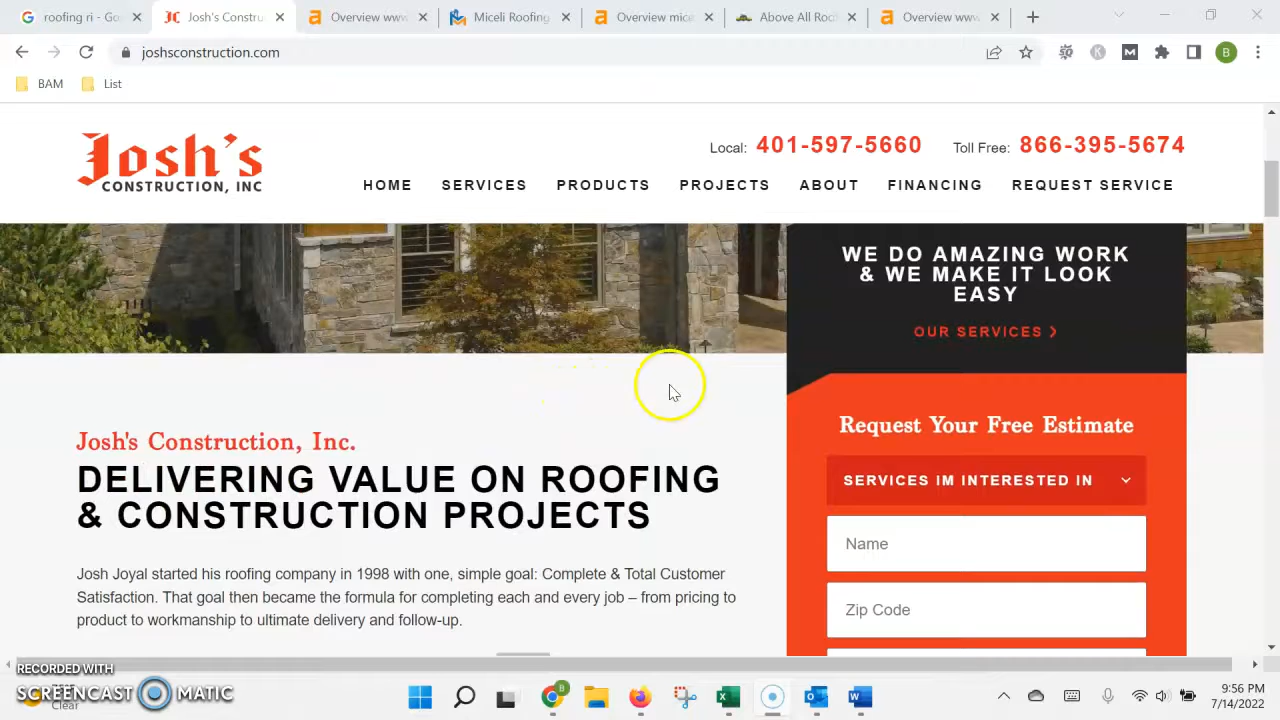 roofing ri - Go
Josh's Constru
Overview www
Miceli Roofing
Overview mice
Above All Roo
Overview www
joshsconstruction.com
BAM
List
Josh's
CONSTRUCTION, INC
Local: 401-597-5660 Toll Free: 866-395-5674
HOME SERVICES PRODUCTS PROJECTS ABOUT FINANCING REQUEST SERVICE
WE DO AMAZING WORK
& WE MAKE IT LOOK
EASY
OUR SERVICES
Josh's Construction, Inc.
DELIVERING VALUE ON ROOFING
& CONSTRUCTION PROJECTS
Josh Joyal started his roofing company in 1998 with one, simple goal: Complete & Total Customer
Satisfaction. That goal then became the formula for completing each and every job – from pricing to
product to workmanship to ultimate delivery and follow-up.
Request Your Free Estimate
SERVICES IM INTERESTED IN
Name
Zip Code
RECORDED WITH
SCREENCAST MATIC
Clear
9:56 PM
7/14/2022